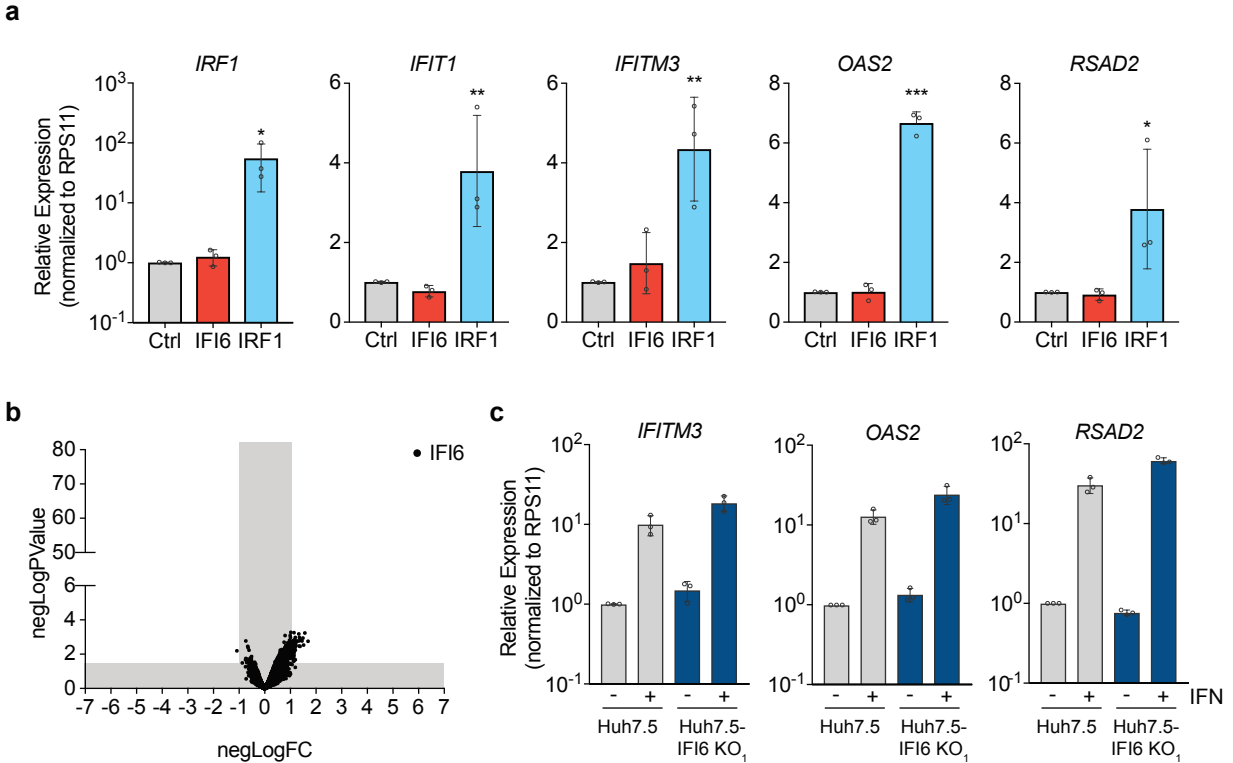 a
IRF1
IFIT1
IFITM3
OAS2
RSAD2
Relative Expression
(normalized to RPS11)
10³
10²
10¹
10⁰
10⁻¹
*
Ctrl IFI6 IRF1
6
4
2
0
**
Ctrl IFI6 IRF1
6
4
2
0
**
Ctrl IFI6 IRF1
8
6
4
2
0
***
Ctrl IFI6 IRF1
8
6
4
2
0
*
Ctrl IFI6 IRF1
b
negLogPValue
80
70
60
50
6
4
2
0
IFI6
-7 -6 -5 -4 -3 -2 -1 0 1 2 3 4 5 6 7
negLogFC
c
IFITM3
OAS2
RSAD2
Relative Expression
(normalized to RPS11)
10²
10¹
10⁰
10⁻¹
- + - +
Huh7.5 Huh7.5-
IFI6 KO₁
10²
10¹
10⁰
10⁻¹
- + - +
Huh7.5 Huh7.5-
IFI6 KO₁
10²
10¹
10⁰
10⁻¹
- + - + IFN
Huh7.5 Huh7.5-
IFI6 KO₁